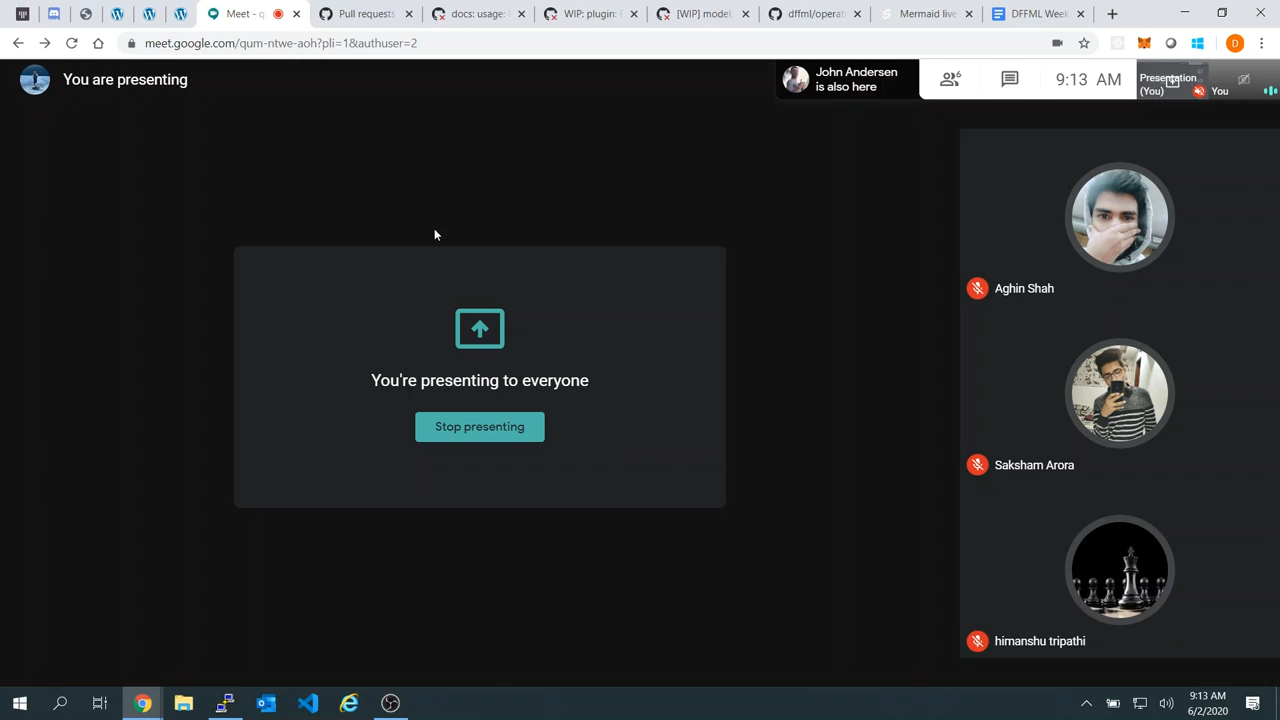 Meet - q
Pull requests
docs: usage:
WIP: plugin:
[WIP] mode
dffml/operat
Mermaid live
DFFML Week
meet.google.com/qum-ntwe-aoh?pli=1&authuser=2
D
You are presenting
John Andersen
is also here
6
9:13 AM
Presentation
(You)
You
Aghin Shah
You're presenting to everyone
Stop presenting
Saksham Arora
himanshu tripathi
9:13 AM
6/2/2020